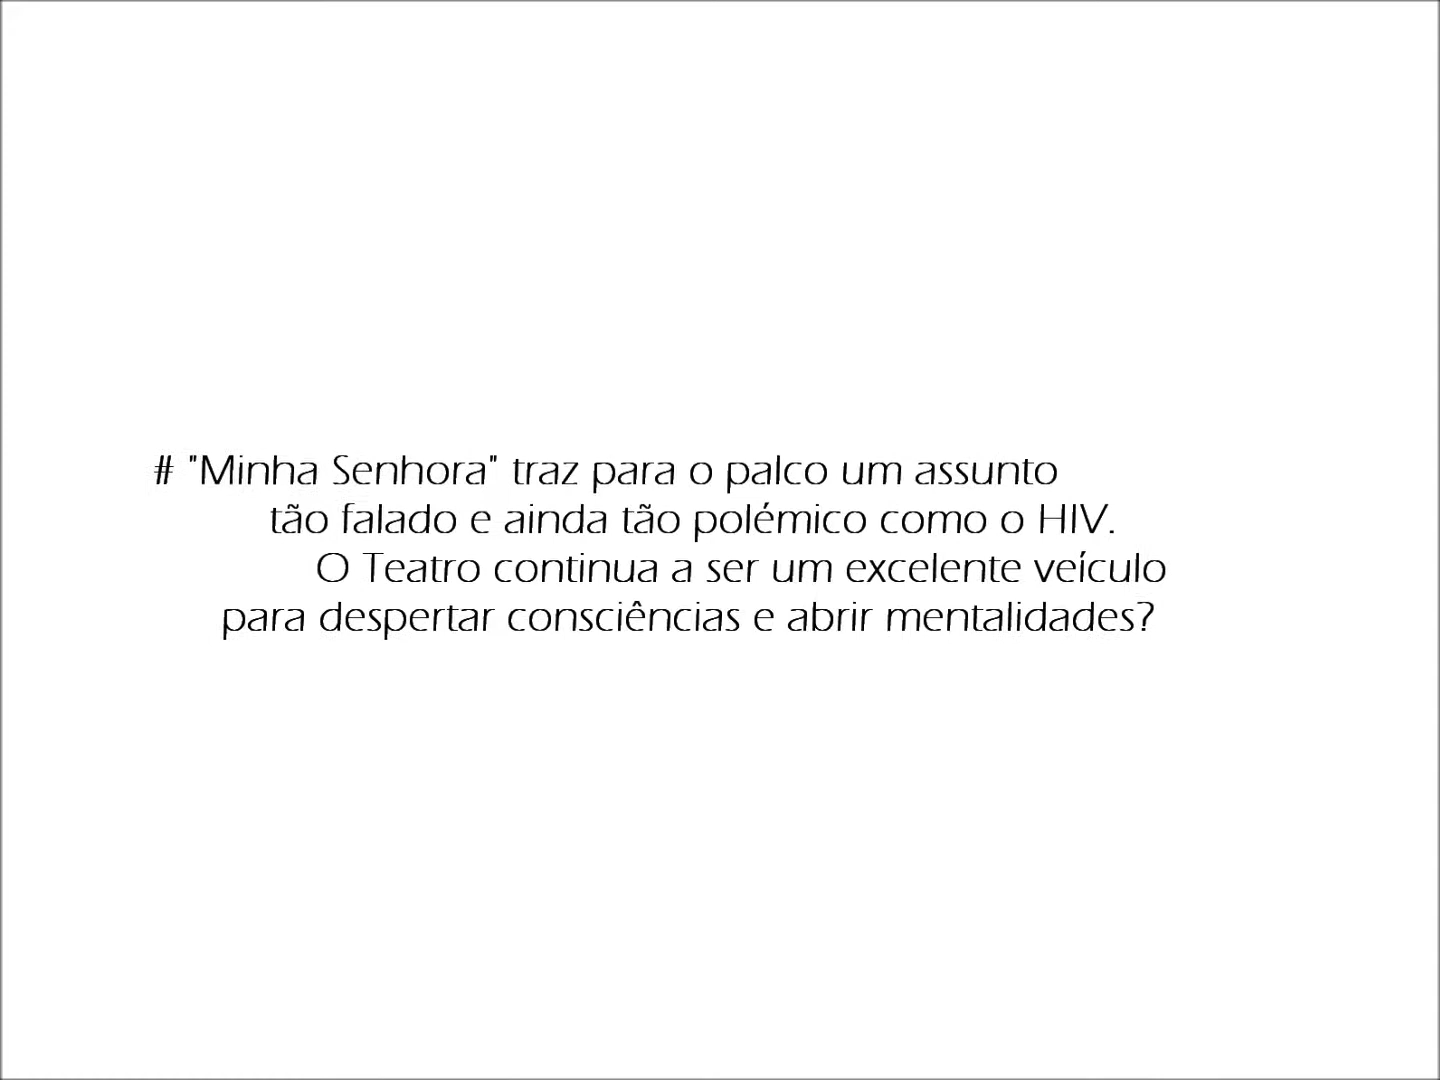 # "Minha Senhora" traz para o palco um assunto
tão falado e ainda tão polémico como o HIV.
O Teatro continua a ser um excelente veículo
para despertar consciências e abrir mentalidades?